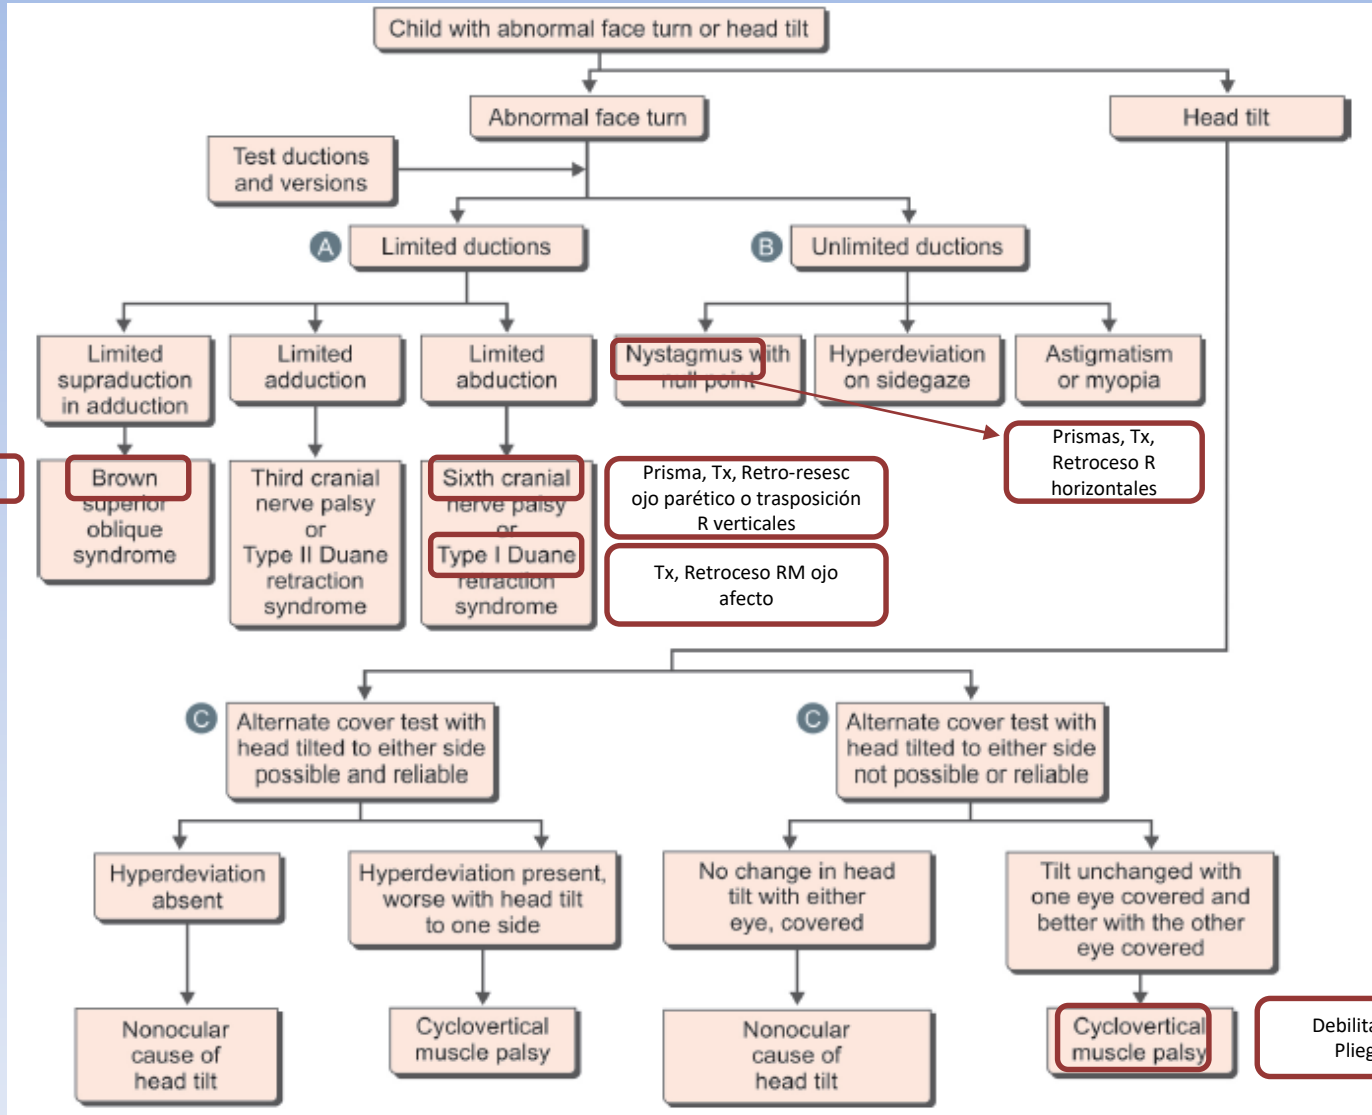 Child with abnormal face turn or head tilt
Abnormal face turn
Head tilt
Test ductions
and versions
A
Limited ductions
B
Unlimited ductions
Limited
supraduction
in adduction
Limited
adduction
Limited
abduction
Nystagmus with
null point
Hyperdeviation
on sidegaze
Astigmatism
or myopia
Prismas, Tx,
Retroceso R
horizontales
Brown
superior
oblique
syndrome
Third cranial
nerve palsy
or
Type II Duane
retraction
syndrome
Sixth cranial
nerve palsy
or
Type I Duane
retraction
syndrome
Prisma, Tx, Retro-resesc
ojo parético o trasposición
R verticales
Tx, Retroceso RM ojo
afecto
C
Alternate cover test with
head tilted to either side
possible and reliable
C
Alternate cover test with
head tilted to either side
not possible or reliable
Hyperdeviation
absent
Hyperdeviation present,
worse with head tilt
to one side
No change in head
tilt with either
eye, covered
Tilt unchanged with
one eye covered and
better with the other
eye covered
Nonocular
cause of
head tilt
Cyclovertical
muscle palsy
Nonocular
cause of
head tilt
Cyclovertical
muscle palsy